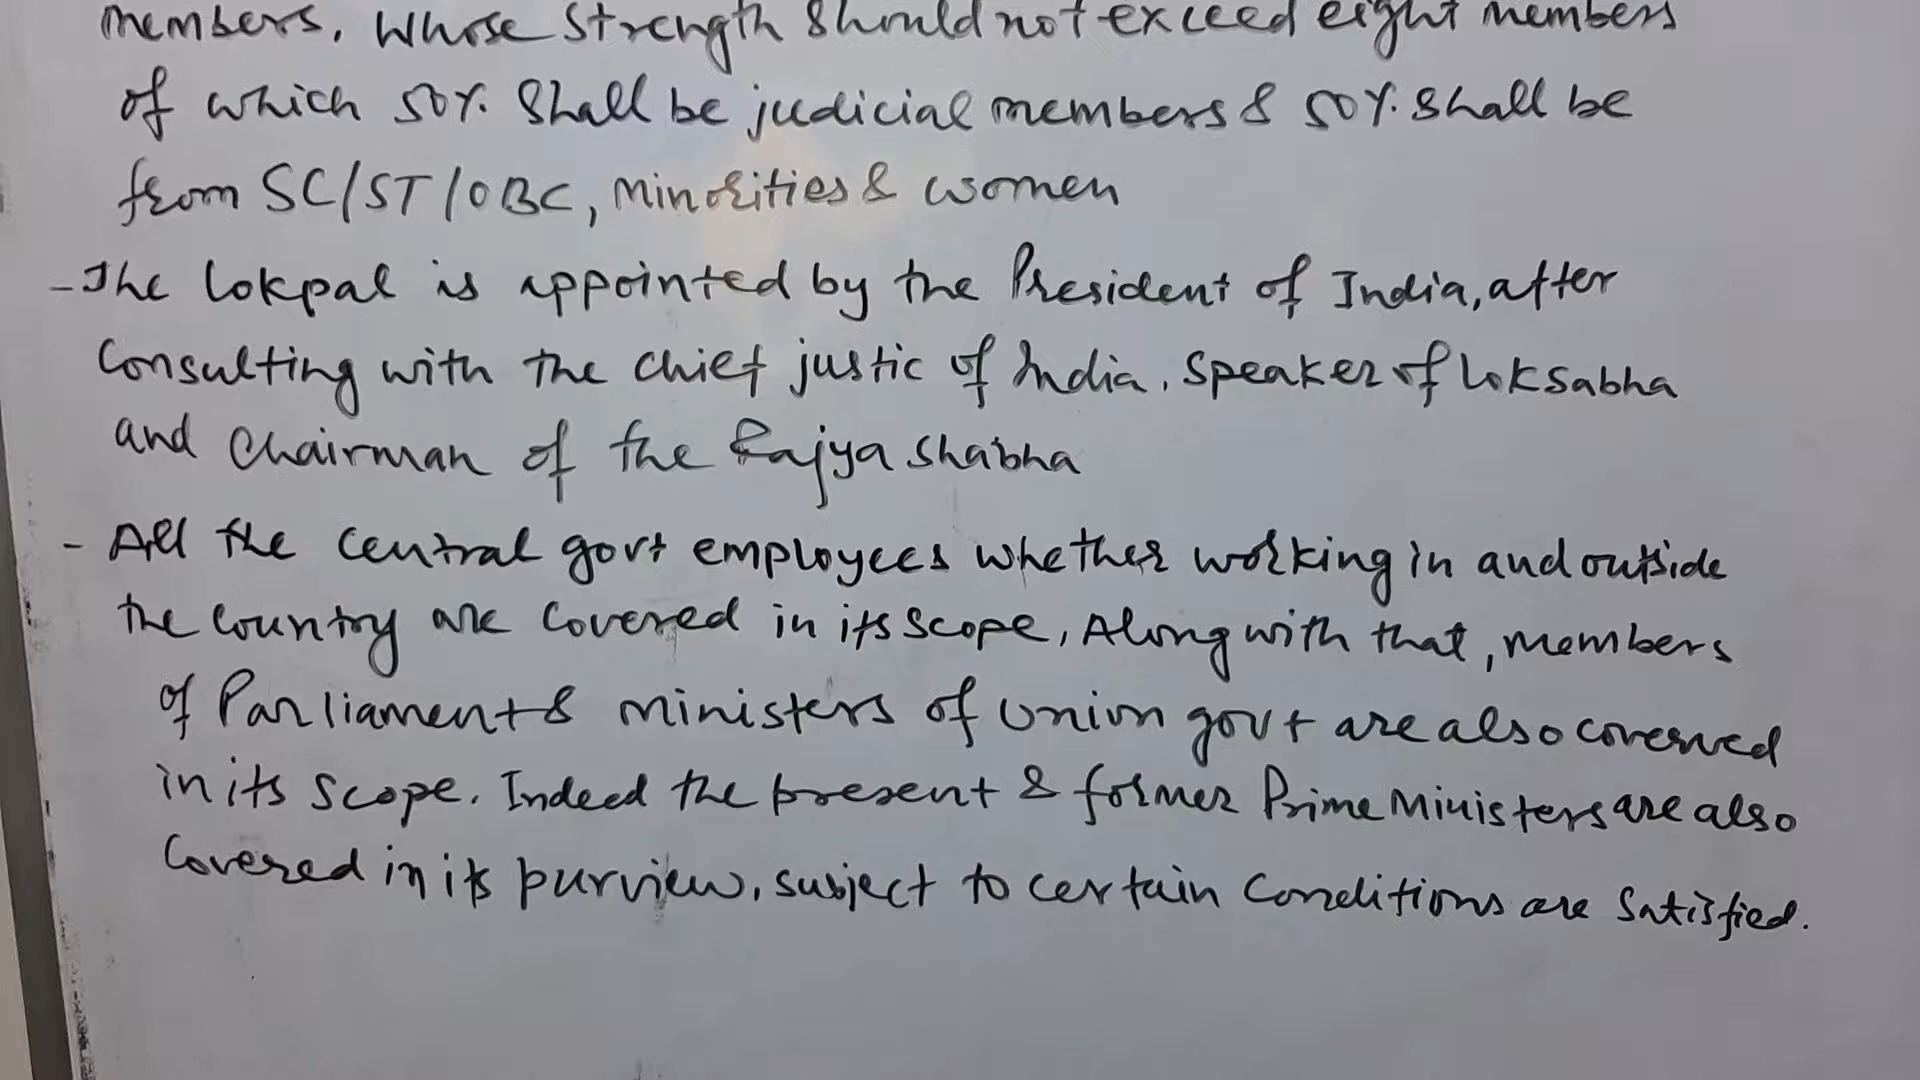 members, whose strength should not exceed eight members
of which 50%. Shall be judicial members & 50%. shall be
from SC/ST/OBC, Minorities & women
- The Lokpal is appointed by the President of India, after
Consulting with the chief justic of India. Speaker of Loksabha
and Chairman of the Rajya Shabha
- All the central govt employees whether working in and outside
the country are covered in its scope, Along with that, members
of Parliament & ministers of Union govt are also coverved
in its scope. Indeed the present & former Prime Ministers are also
Covered in its purview, subject to certain conditions are satisfied.